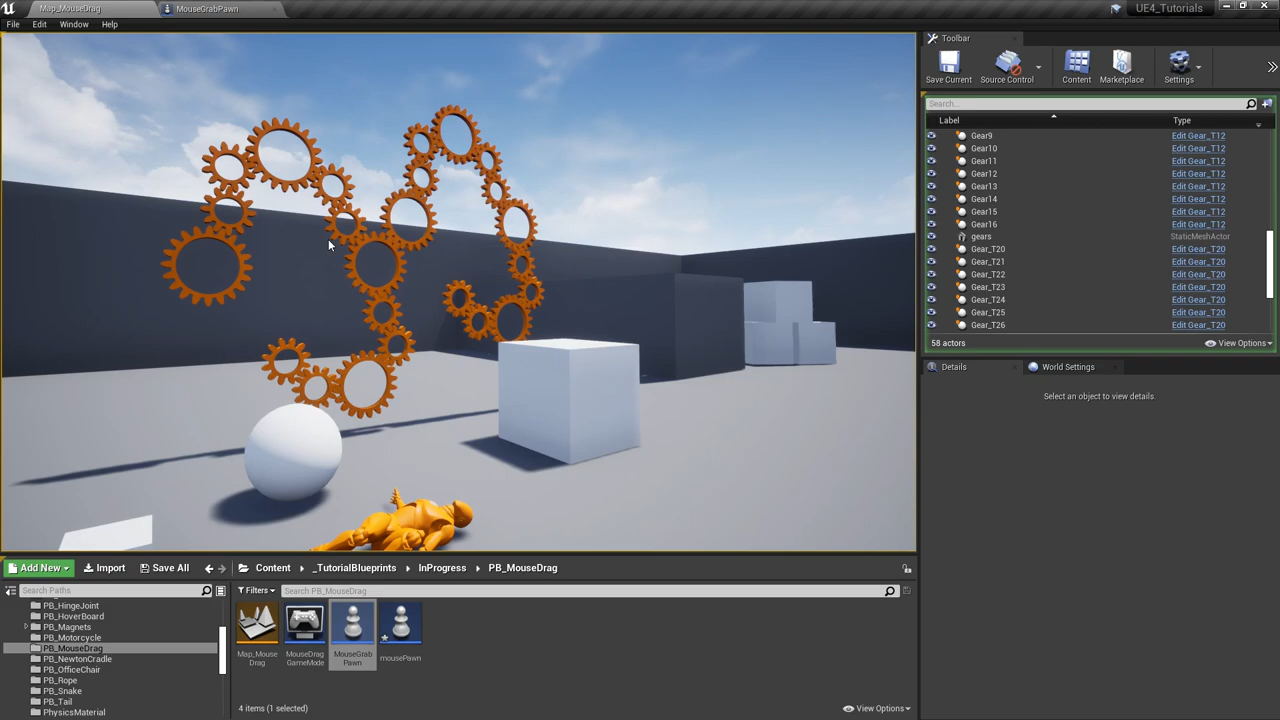 Map_MouseDrag
MouseGrabPawn
UE4_Tutorials
File Edit Window Help
Toolbar
Save Current
Source Control
Content
Marketplace
Settings
Search...
Label Type
Gear9 Edit Gear_T12
Gear10 Edit Gear_T12
Gear11 Edit Gear_T12
Gear12 Edit Gear_T12
Gear13 Edit Gear_T12
Gear14 Edit Gear_T12
Gear15 Edit Gear_T12
Gear16 Edit Gear_T12
gears StaticMeshActor
Gear_T20 Edit Gear_T20
Gear_T21 Edit Gear_T20
Gear_T22 Edit Gear_T20
Gear_T23 Edit Gear_T20
Gear_T24 Edit Gear_T20
Gear_T25 Edit Gear_T20
Gear_T26 Edit Gear_T20
58 actors View Options
Details World Settings
Select an object to view details.
Add New Import Save All Content _TutorialBlueprints InProgress PB_MouseDrag
Search Paths
Filters Search PB_MouseDrag
PB_HingeJoint
PB_HoverBoard
PB_Magnets
PB_Motorcycle
PB_MouseDrag
PB_NewtonCradle
PB_OfficeChair
PB_Rope
PB_Snake
PB_Tail
PhysicsMaterial
Map_Mouse
Drag
MouseDrag
GameMode
MouseGrab
Pawn
mousePawn
4 items (1 selected) View Options